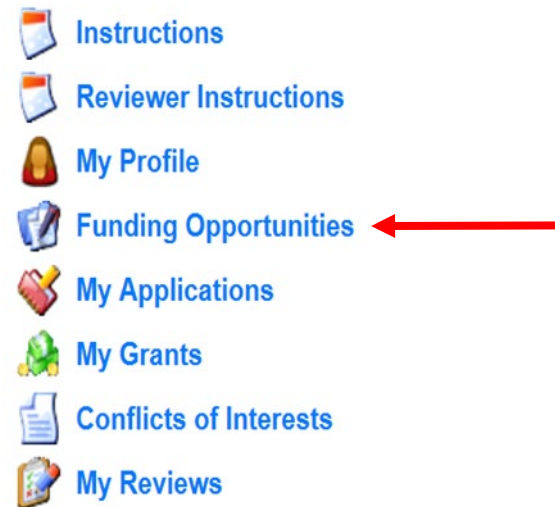 Instructions
Reviewer Instructions
My Profile
Funding Opportunities
My Applications
My Grants
Conflicts of Interests
My Reviews